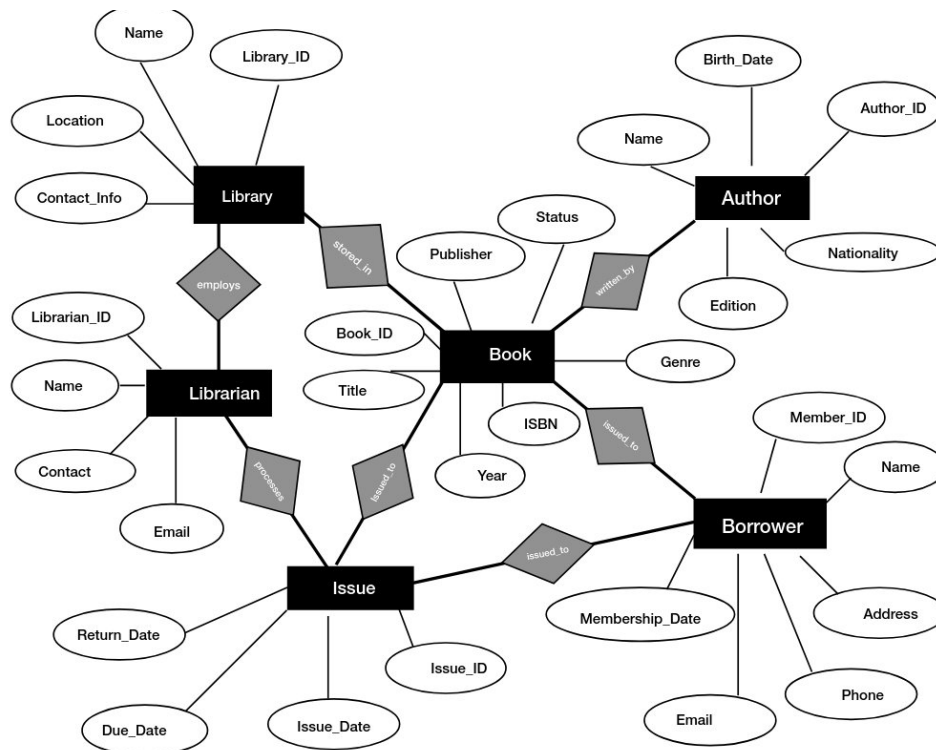 Name
Library_ID
Birth_Date
Author_ID
Location
Name
Contact_Info
Library
Author
Status
stored_in
Publisher
Nationality
written_by
employs
Edition
Librarian_ID
Book_ID
Book
Genre
Name
Librarian
Title
ISBN
Member_ID
issued_to
Contact
processes
Issued_to
Year
Name
Email
Borrower
issued_to
Issue
Membership_Date
Address
Return_Date
Issue_ID
Phone
Due_Date
Issue_Date
Email